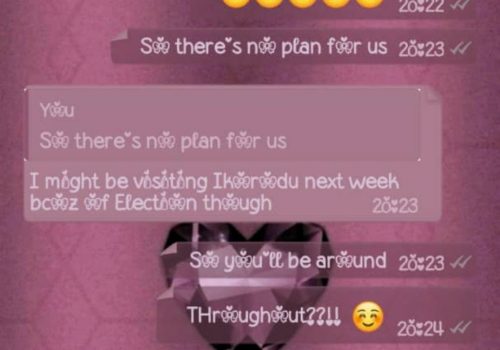 20:22
So there's no plan for us 20:23
You
So there's no plan for us
I might be visiting Ikorodu next week
bcoz of Election though
20:23
So you'll be around 20:23
THroughout??!! ☺️ 20:24